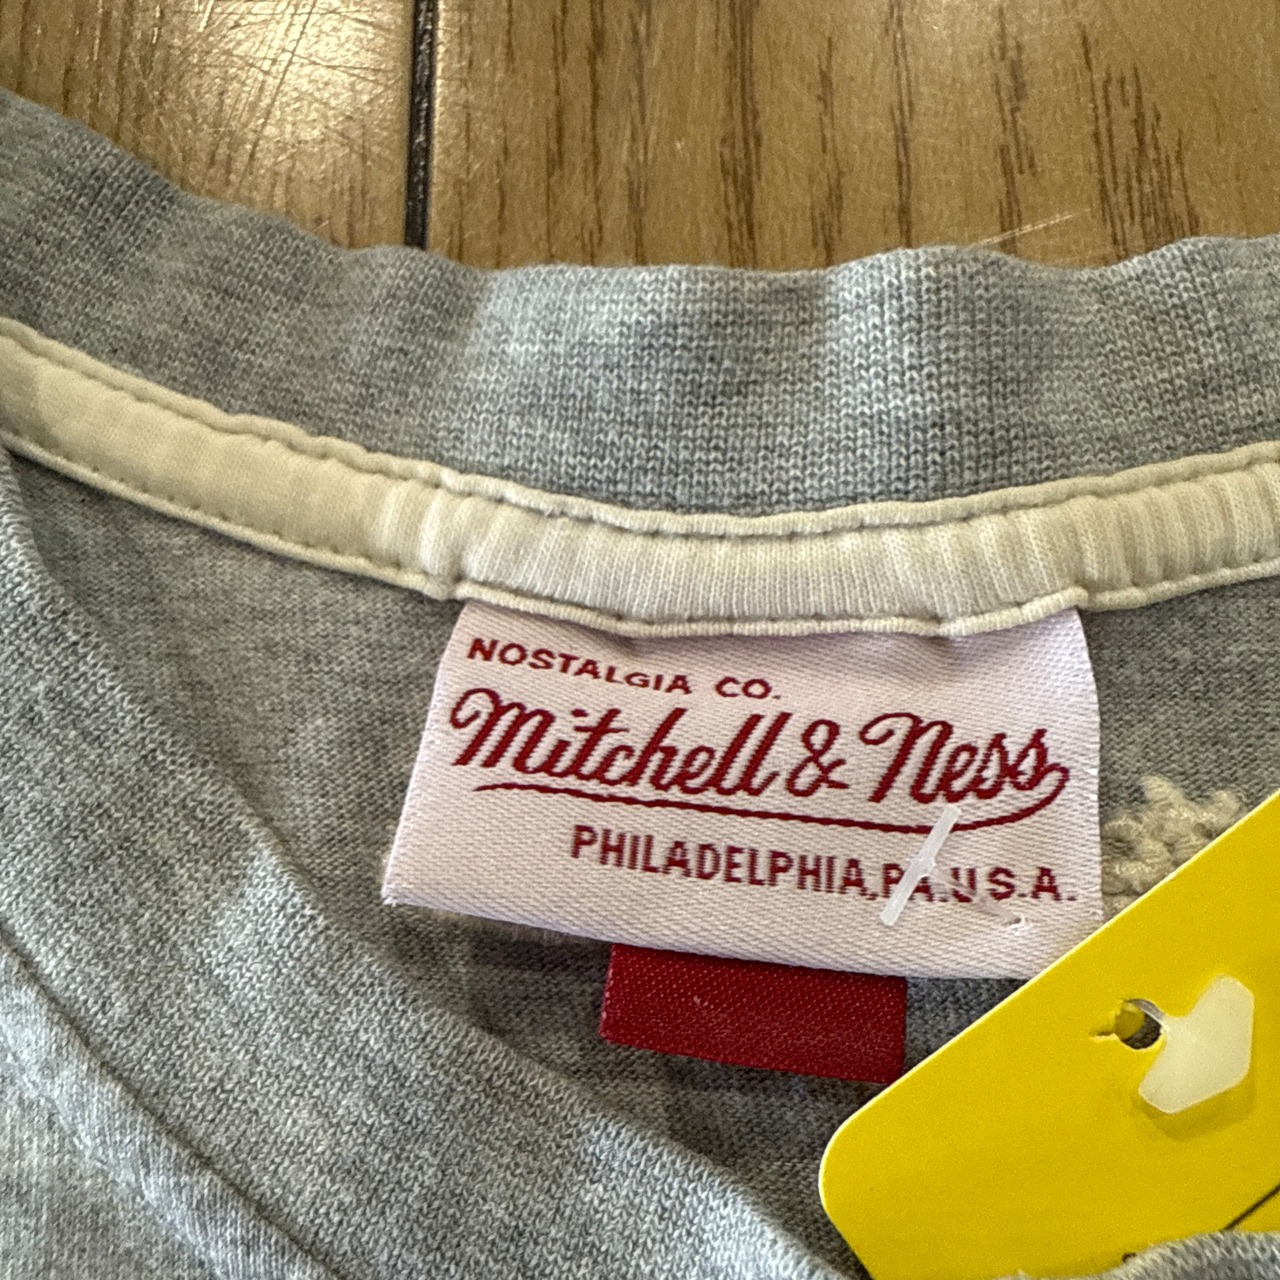 NOSTALGIA CO.
Mitchell & Ness
PHILADELPHIA, PA. U.S.A.